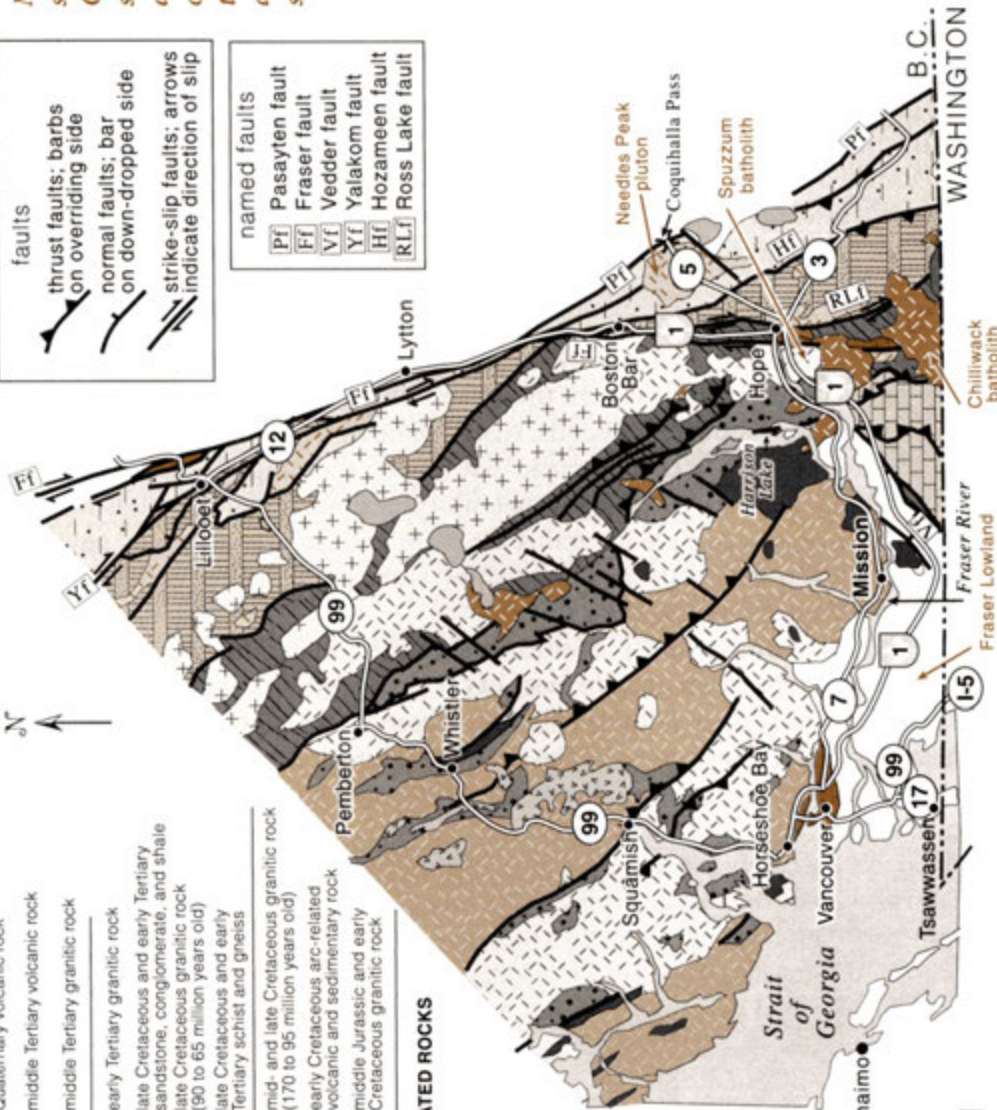 Quaternary volcanic rock
middle Tertiary volcanic rock
middle Tertiary granitic rock
early Tertiary granitic rock
late Cretaceous and early Tertiary
sandstone, conglomerate, and shale
late Cretaceous granitic rock
(90 to 65 million years old)
late Cretaceous and early
Tertiary schist and gneiss
mid- and late Cretaceous granitic rock
(170 to 95 million years old)
early Cretaceous arc-related
volcanic and sedimentary rock
middle Jurassic and early
Cretaceous granitic rock
ATED ROCKS
N
faults
thrust faults; barbs
on overriding side
normal faults; bar
on down-dropped side
strike-slip faults; arrows
indicate direction of slip
named faults
Pf Pasayten fault
Ff Fraser fault
Vf Vedder fault
Yf Yalakom fault
Hf Hozameen fault
RLf Ross Lake fault
Ff
Yf
Lillooet
12
Ff
Lytton
99
Pemberton
Whistler
99
Squamish
Horseshoe Bay
Vancouver
Strait
of
Georgia
Tsawwassen
17
99
I-5
7
1
Mission
Harrison
Lake
Hope
Boston
Bar
Ff
1
5
3
1
Pf
Hf
RLf
Pf
Vf
Needles Peak
pluton
Coquihalla Pass
Spuzzum
batholith
Chilliwack
batholith
Fraser River
Fraser Lowland
B.C.
WASHINGTON
naimo